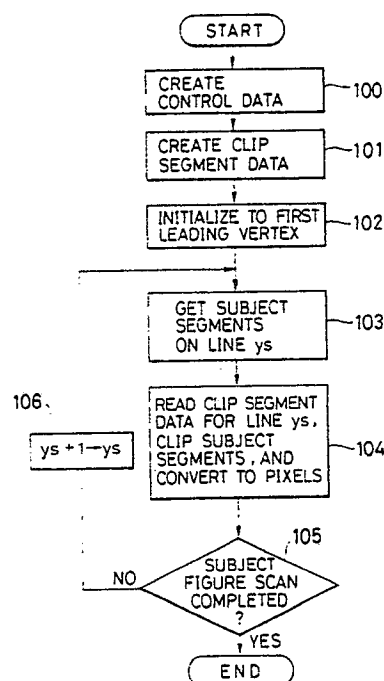 START
CREATE
CONTROL DATA
100
CREATE CLIP
SEGMENT DATA
101
INITIALIZE TO FIRST
LEADING VERTEX
102
GET SUBJECT
SEGMENTS
ON LINE ys
103
106
ys + 1→ys
READ CLIP SEGMENT
DATA FOR LINE ys,
CLIP SUBJECT
SEGMENTS, AND
CONVERT TO PIXELS
104
105
SUBJECT
FIGURE SCAN
COMPLETED
?
NO
YES
END